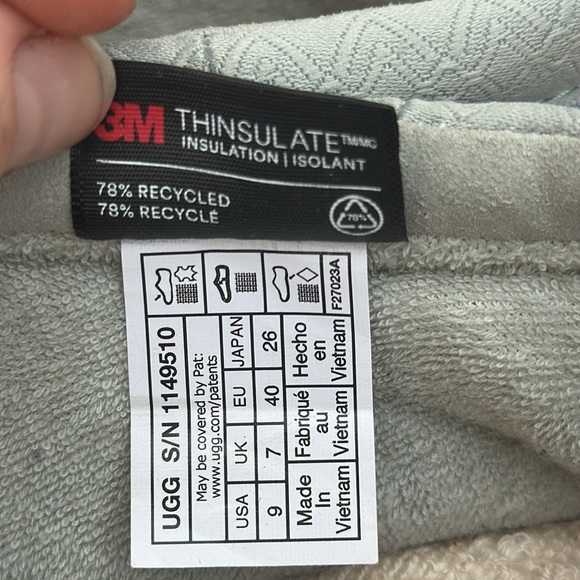 3M THINSULATE™/MC
INSULATION | ISOLANT
78% RECYCLED
78% RECYCLÉ
78%
F27023A
UGG S/N 1149510
May be covered by Pat:
www.ugg.com/patents
USA UK EU JAPAN
9 7 40 26
Made In Vietnam
Fabriqué au Vietnam
Hecho en Vietnam